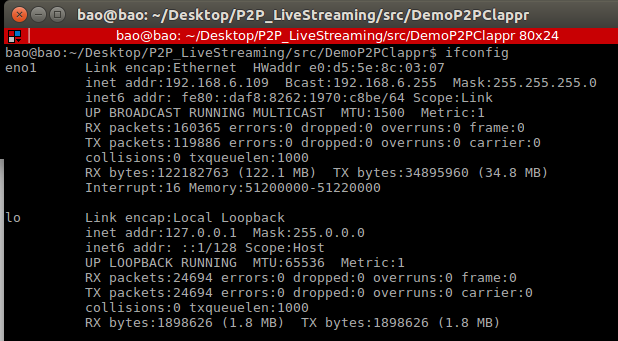 bao@bao: ~/Desktop/P2P_LiveStreaming/src/DemoP2PClappr
bao@bao: ~/Desktop/P2P_LiveStreaming/src/DemoP2PClappr 80x24
bao@bao:~/Desktop/P2P_LiveStreaming/src/DemoP2PClappr$ ifconfig
eno1      Link encap:Ethernet  HWaddr e0:d5:5e:8c:03:07
          inet addr:192.168.6.109  Bcast:192.168.6.255  Mask:255.255.255.0
          inet6 addr: fe80::daf8:8262:1970:c8be/64 Scope:Link
          UP BROADCAST RUNNING MULTICAST  MTU:1500  Metric:1
          RX packets:160365 errors:0 dropped:0 overruns:0 frame:0
          TX packets:119886 errors:0 dropped:0 overruns:0 carrier:0
          collisions:0 txqueuelen:1000
          RX bytes:122182763 (122.1 MB)  TX bytes:34895960 (34.8 MB)
          Interrupt:16 Memory:51200000-51220000
lo        Link encap:Local Loopback
          inet addr:127.0.0.1  Mask:255.0.0.0
          inet6 addr: ::1/128 Scope:Host
          UP LOOPBACK RUNNING  MTU:65536  Metric:1
          RX packets:24694 errors:0 dropped:0 overruns:0 frame:0
          TX packets:24694 errors:0 dropped:0 overruns:0 carrier:0
          collisions:0 txqueuelen:1000
          RX bytes:1898626 (1.8 MB)  TX bytes:1898626 (1.8 MB)